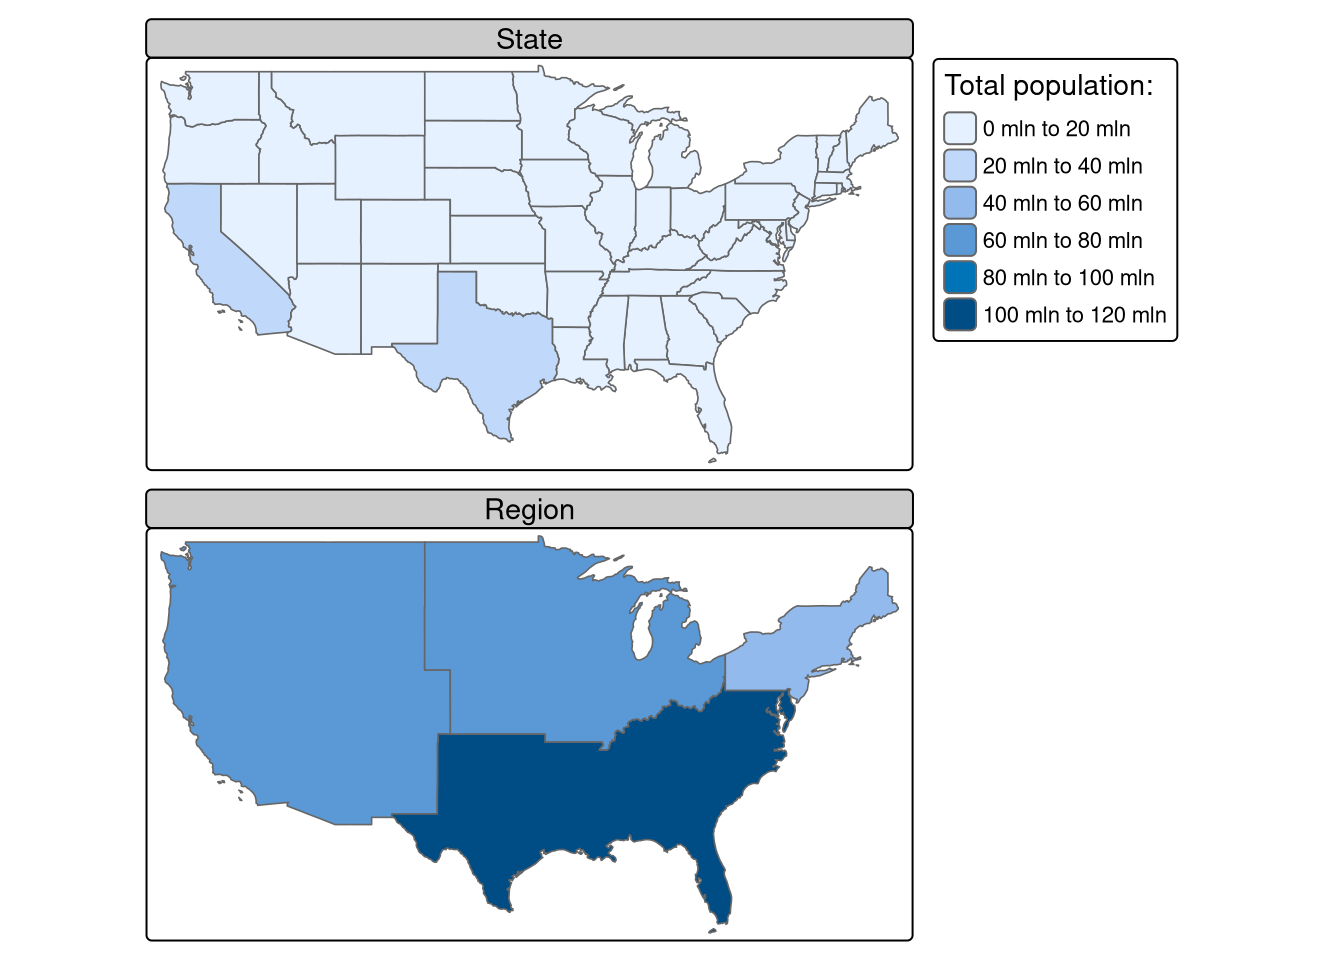 State
Total population:
0 mln to 20 mln
20 mln to 40 mln
40 mln to 60 mln
60 mln to 80 mln
80 mln to 100 mln
100 mln to 120 mln
Region